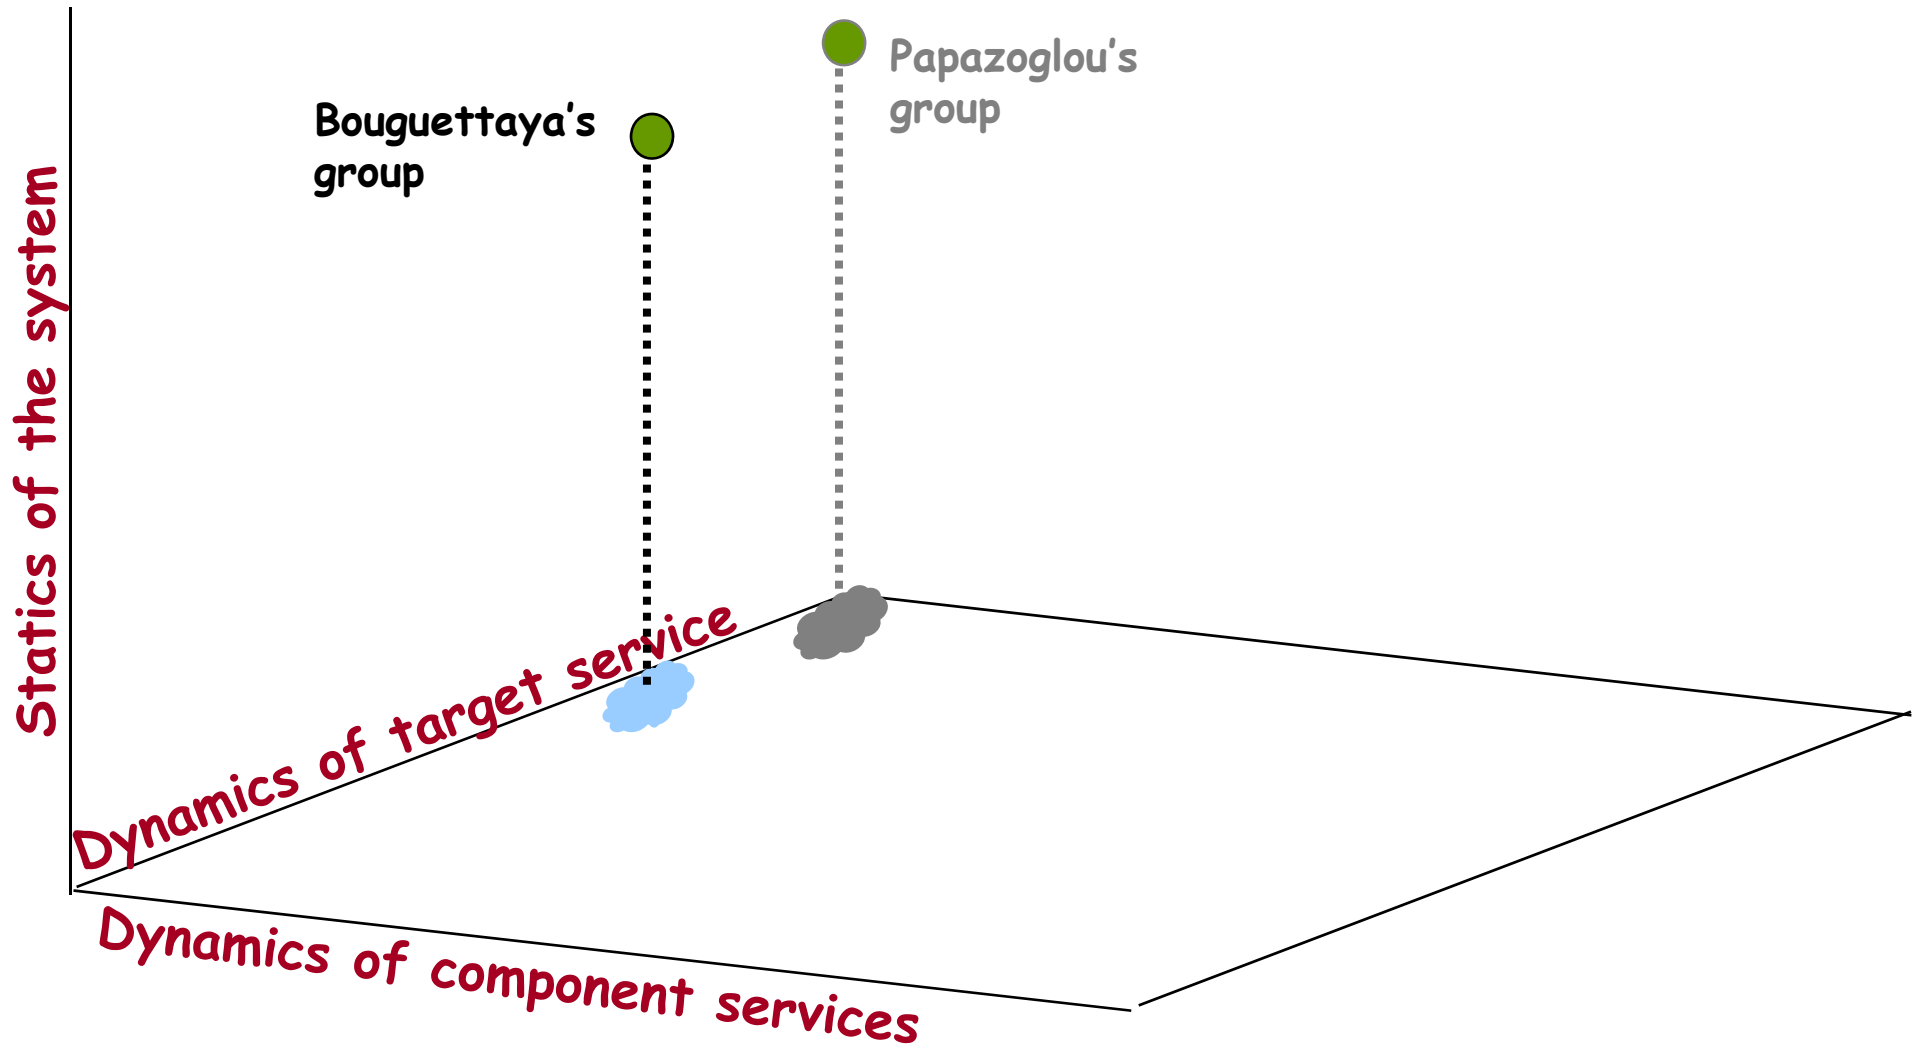 Papazoglou's
group
Bouguettaya's
group
Statics of the system
Dynamics of target service
Dynamics of component services